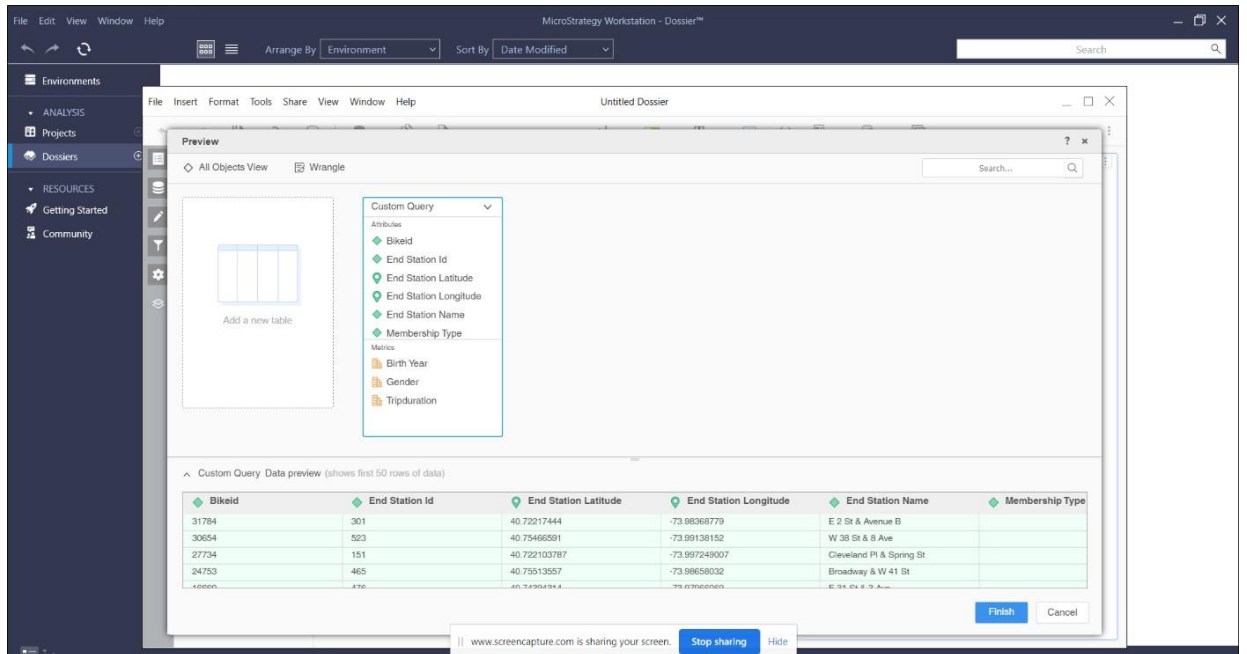 File Edit View Window Help
MicroStrategy Workstation - Dossier™
Arrange By Environment Sort By Date Modified
Search
Environments
ANALYSIS
Projects
Dossiers
RESOURCES
Getting Started
Community
File Insert Format Tools Share View Window Help
Untitled Dossier
Preview
?
All Objects View Wrangle
Search...
Add a new table
Custom Query
Attributes
Bikeid
End Station Id
End Station Latitude
End Station Longitude
End Station Name
Membership Type
Metrics
Birth Year
Gender
Tripduration
Custom Query Data preview (shows first 50 rows of data)
Bikeid End Station Id End Station Latitude End Station Longitude End Station Name Membership Type
31784 301 40.72217444 -73.98368779 E 2 St & Avenue B
30654 523 40.75466591 -73.99138152 W 38 St & 8 Ave
27734 151 40.722103787 -73.997249007 Cleveland Pl & Spring St
24753 465 40.75513557 -73.98658032 Broadway & W 41 St
Finish Cancel
www.screencapture.com is sharing your screen. Stop sharing Hide